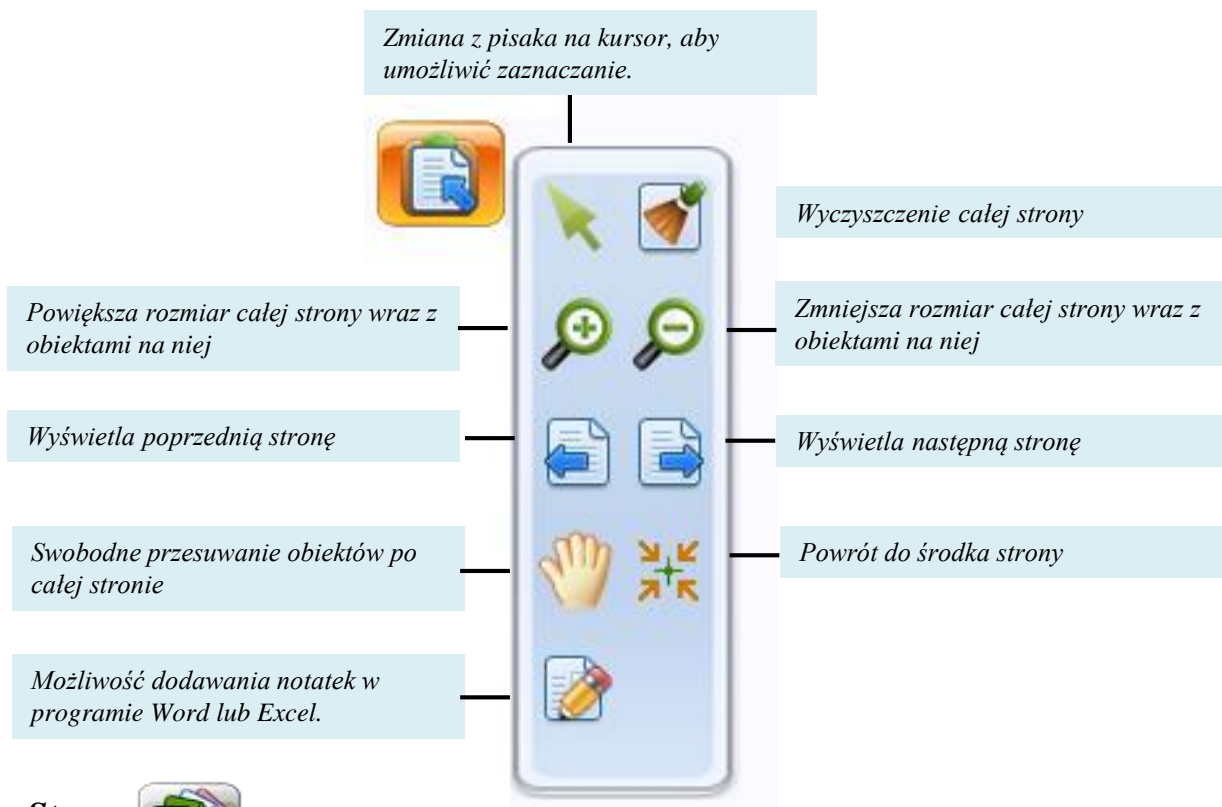 Zmiana z pisaka na kursor, aby
umożliwić zaznaczanie.
Wyczyszczenie całej strony
Powiększa rozmiar całej strony wraz z
obiektami na niej
Zmniejsza rozmiar całej strony wraz z
obiektami na niej
Wyświetla poprzednią stronę
Wyświetla następną stronę
Swobodne przesuwanie obiektów po
całej stronie
Powrót do środka strony
Możliwość dodawania notatek w
programie Word lub Excel.